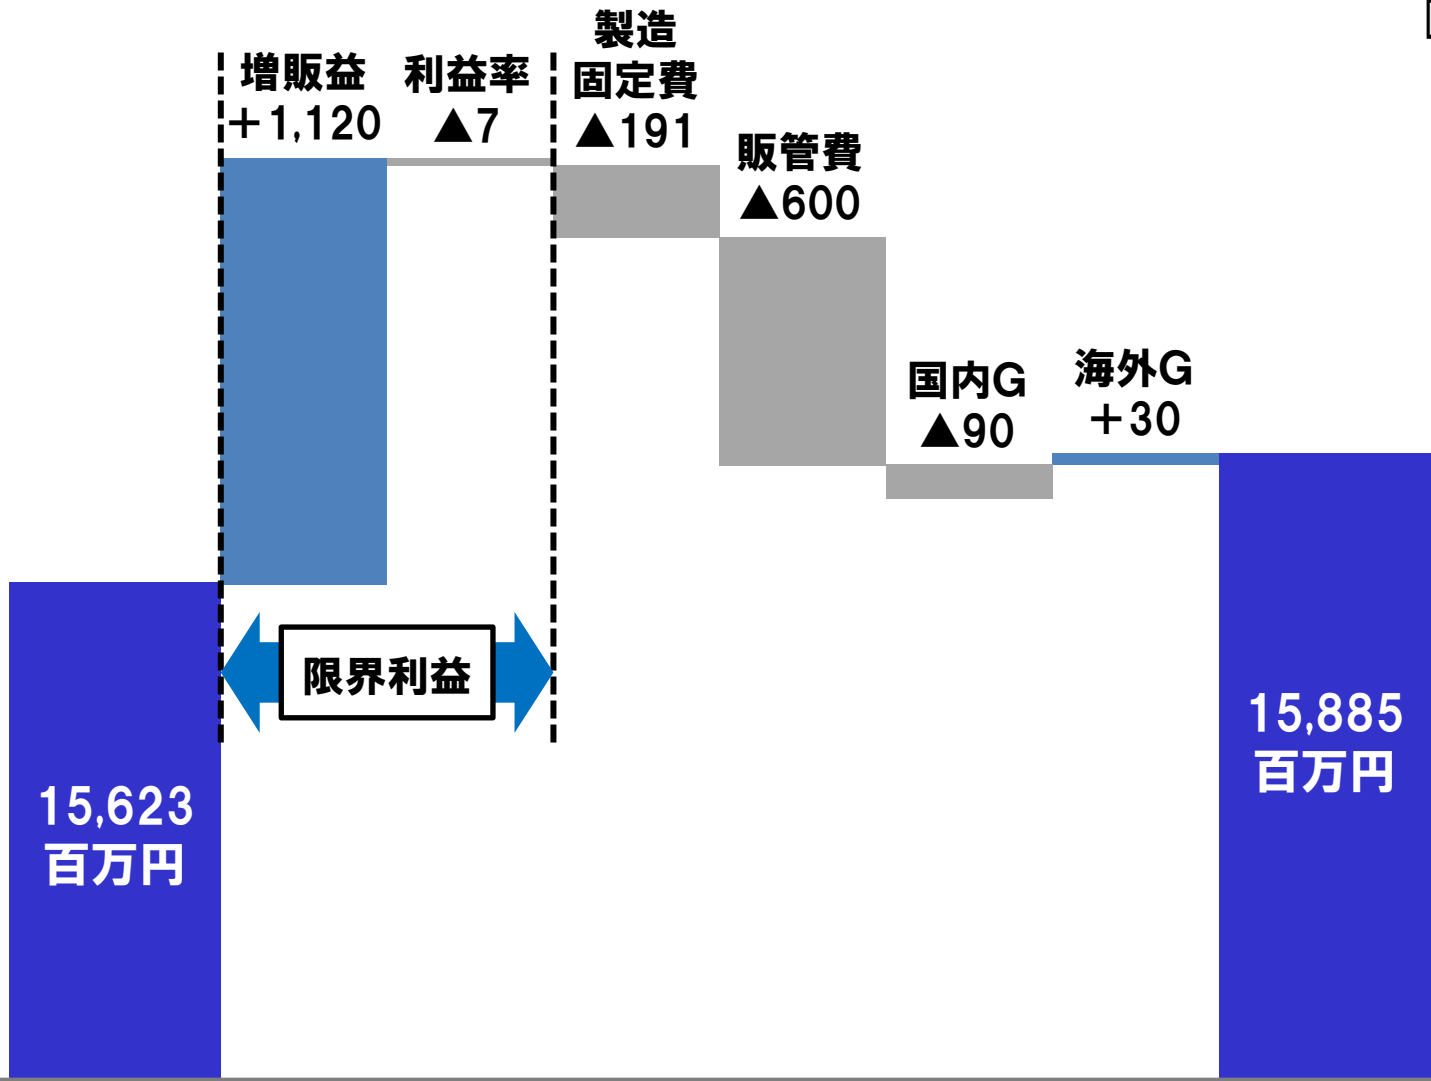 増販益
＋1,120
利益率
▲7
製造
固定費
▲191
販管費
▲600
国内G
▲90
海外G
＋30
限界利益
15,623
百万円
15,885
百万円